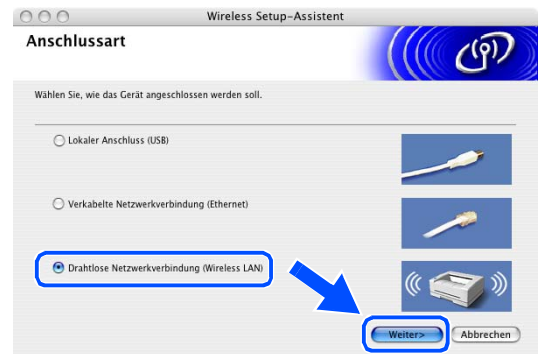 Wireless Setup-Assistent
Anschlussart
Wählen Sie, wie das Gerät angeschlossen werden soll.
Lokaler Anschluss (USB)
Verkabelte Netzwerkverbindung (Ethernet)
Drahtlose Netzwerkverbindung (Wireless LAN)
Weiter>
Abbrechen